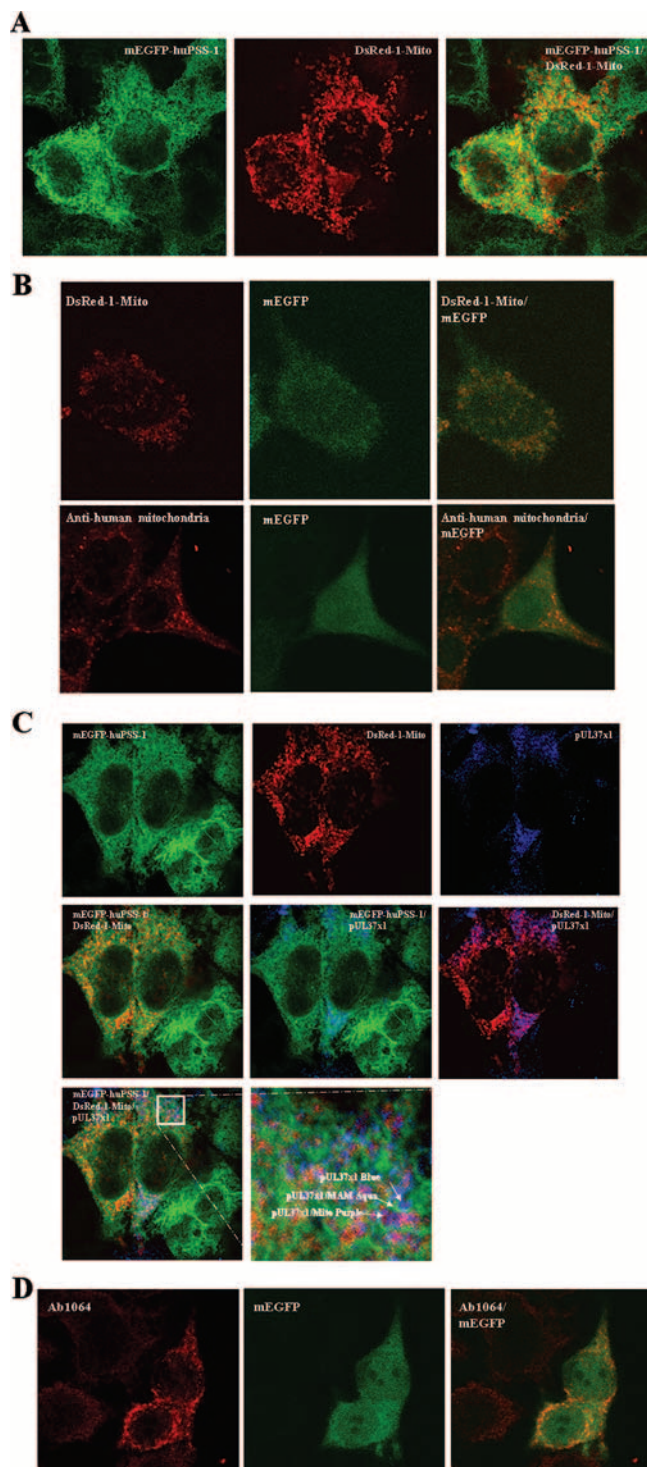 A
mEGFP-huPSS-1
DsRed-1-Mito
mEGFP-huPSS-1/
DsRed-1-Mito
B
DsRed-1-Mito
mEGFP
DsRed-1-Mito/
mEGFP
Anti-human mitochondria
mEGFP
Anti-human mitochondria/
mEGFP
C
mEGFP-huPSS-1
DsRed-1-Mito
pUL37x1
mEGFP-huPSS-1/
DsRed-1-Mito
mEGFP-huPSS-1/
pUL37x1
DsRed-1-Mito/
pUL37x1
mEGFP-huPSS-1/
DsRed-1-Mito/
pUL37x1
pUL37x1 Blue
pUL37x1/MAM Aqua
pUL37x1/Mito Purple
D
Ab1064
mEGFP
Ab1064/
mEGFP